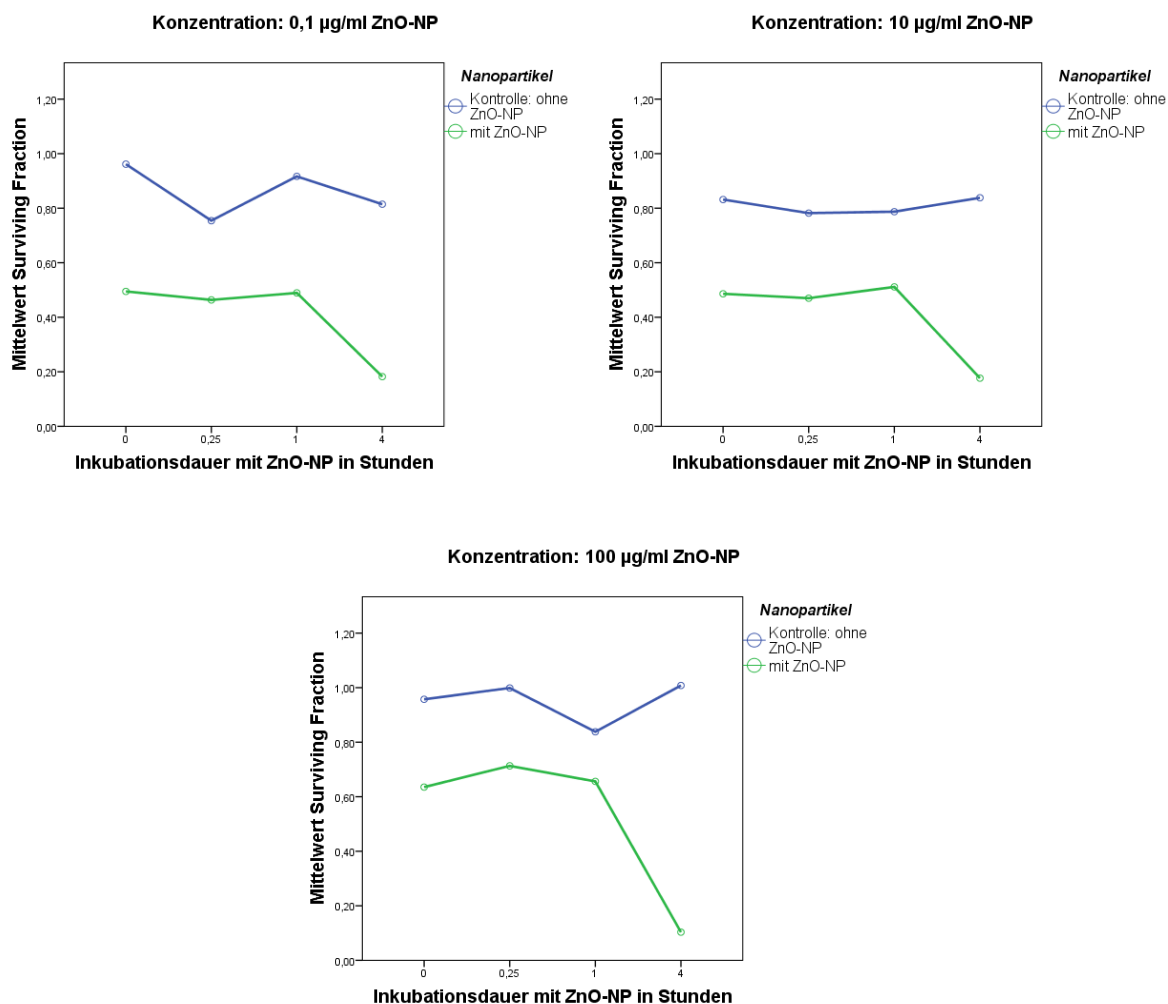 Konzentration: 0,1 µg/ml ZnO-NP
Nanopartikel
Kontrolle: ohne
ZnO-NP
mit ZnO-NP
Mittelwert Surviving Fraction
1,20
1,00
0,80
0,60
0,40
0,20
0,00
0 0,25 1 4
Inkubationsdauer mit ZnO-NP in Stunden
Konzentration: 10 µg/ml ZnO-NP
Nanopartikel
Kontrolle: ohne
ZnO-NP
mit ZnO-NP
Mittelwert Surviving Fraction
1,20
1,00
0,80
0,60
0,40
0,20
0,00
0 0,25 1 4
Inkubationsdauer mit ZnO-NP in Stunden
Konzentration: 100 µg/ml ZnO-NP
Nanopartikel
Kontrolle: ohne
ZnO-NP
mit ZnO-NP
Mittelwert Surviving Fraction
1,20
1,00
0,80
0,60
0,40
0,20
0,00
0 0,25 1 4
Inkubationsdauer mit ZnO-NP in Stunden